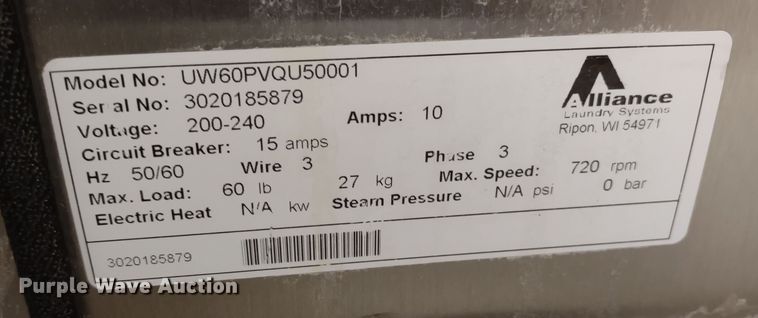 Model No: UW60PVQU50001
Serial No: 3020185879
Voltage: 200-240 Amps: 10
Circuit Breaker: 15 amps
Hz 50/60 Wire 3 Phase 3
Max. Load: 60 lb 27 kg Max. Speed: 720 rpm
Electric Heat N/A kw Steam Pressure N/A psi 0 bar
Alliance
Laundry Systems
Ripon, WI 54971
3020185879
Purple Wave Auction